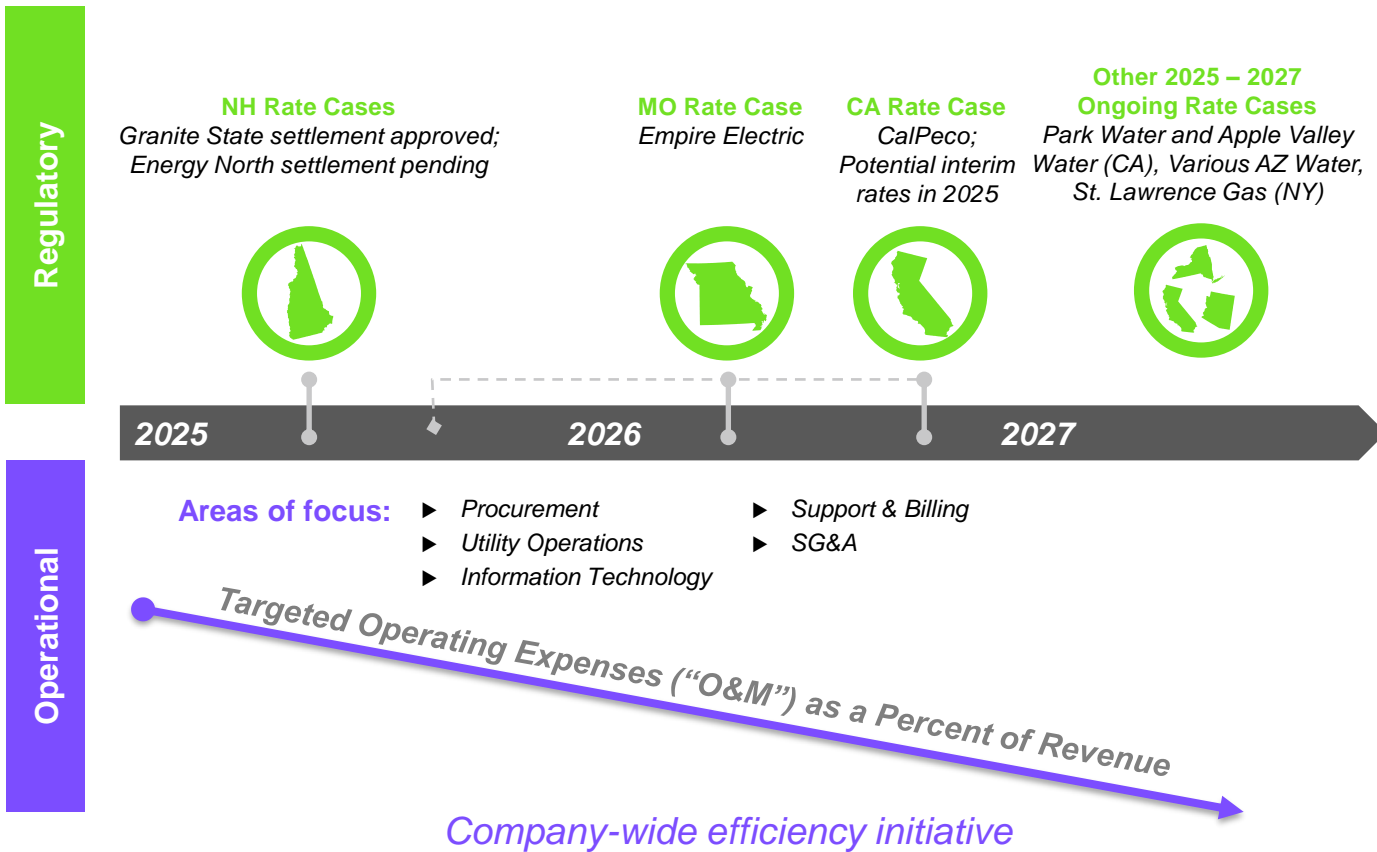 Regulatory
NH Rate Cases
Granite State settlement approved;
Energy North settlement pending
MO Rate Case
Empire Electric
CA Rate Case
CalPeco;
Potential interim
rates in 2025
Other 2025 – 2027
Ongoing Rate Cases
Park Water and Apple Valley
Water (CA), Various AZ Water,
St. Lawrence Gas (NY)
2025
2026
2027
Operational
Areas of focus:
▶ Procurement
▶ Utility Operations
▶ Information Technology
▶ Support & Billing
▶ SG&A
Targeted Operating Expenses (“O&M”) as a Percent of Revenue
Company-wide efficiency initiative